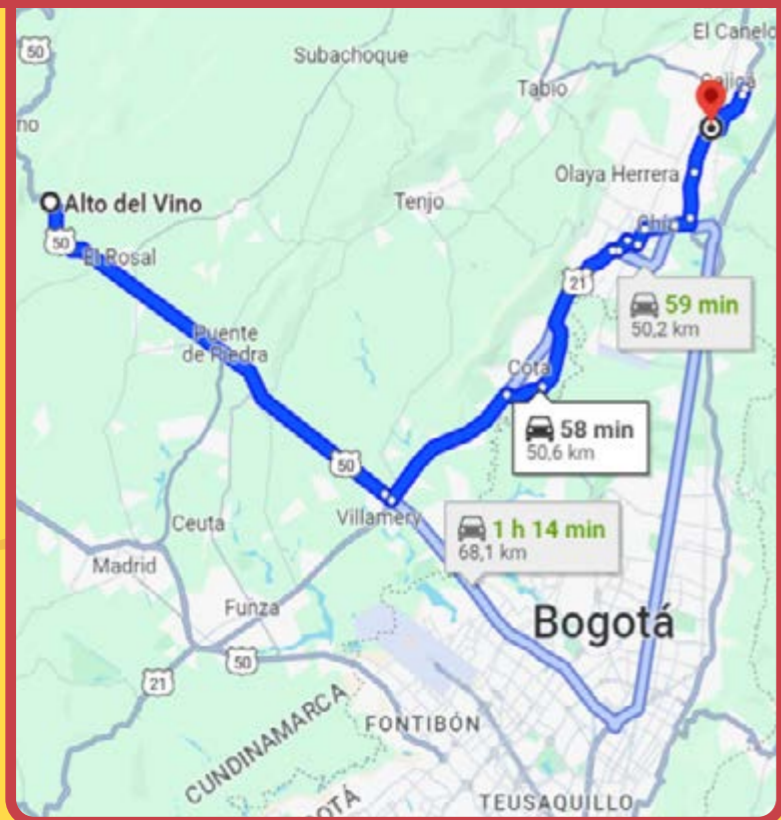 50
El Canelo
Subachoque
Tabio
Cajicá
no
Olaya Herrera
Alto del Vino
Tenjo
50
El Rosal
Chía
21
59 min
50,2 km
Puente
de Piedra
Cota
58 min
50,6 km
50
Villamery
1 h 14 min
68,1 km
Ceuta
Madrid
Funza
Bogotá
50
21
CUNDINAMARCA
FONTIBÓN
OTÁ
TEUSAQUILLO